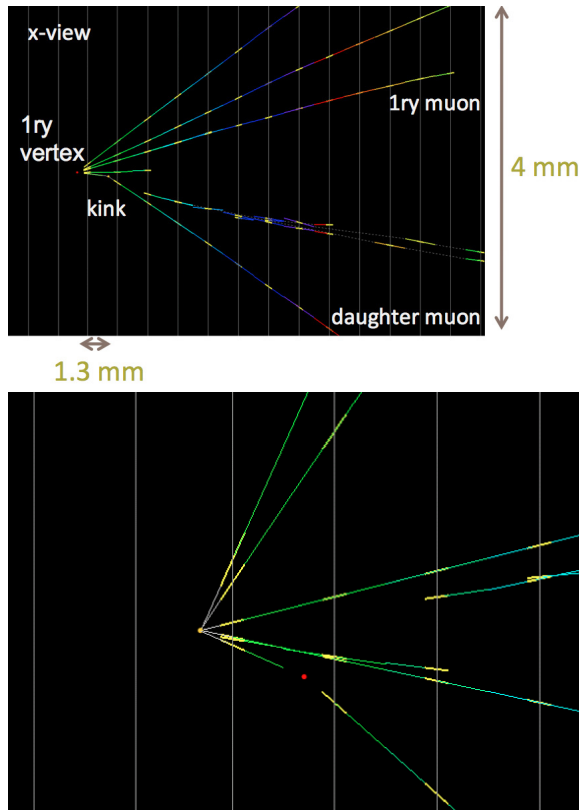 x-view
1ry muon
1ry
vertex
4 mm
kink
daughter muon
1.3 mm